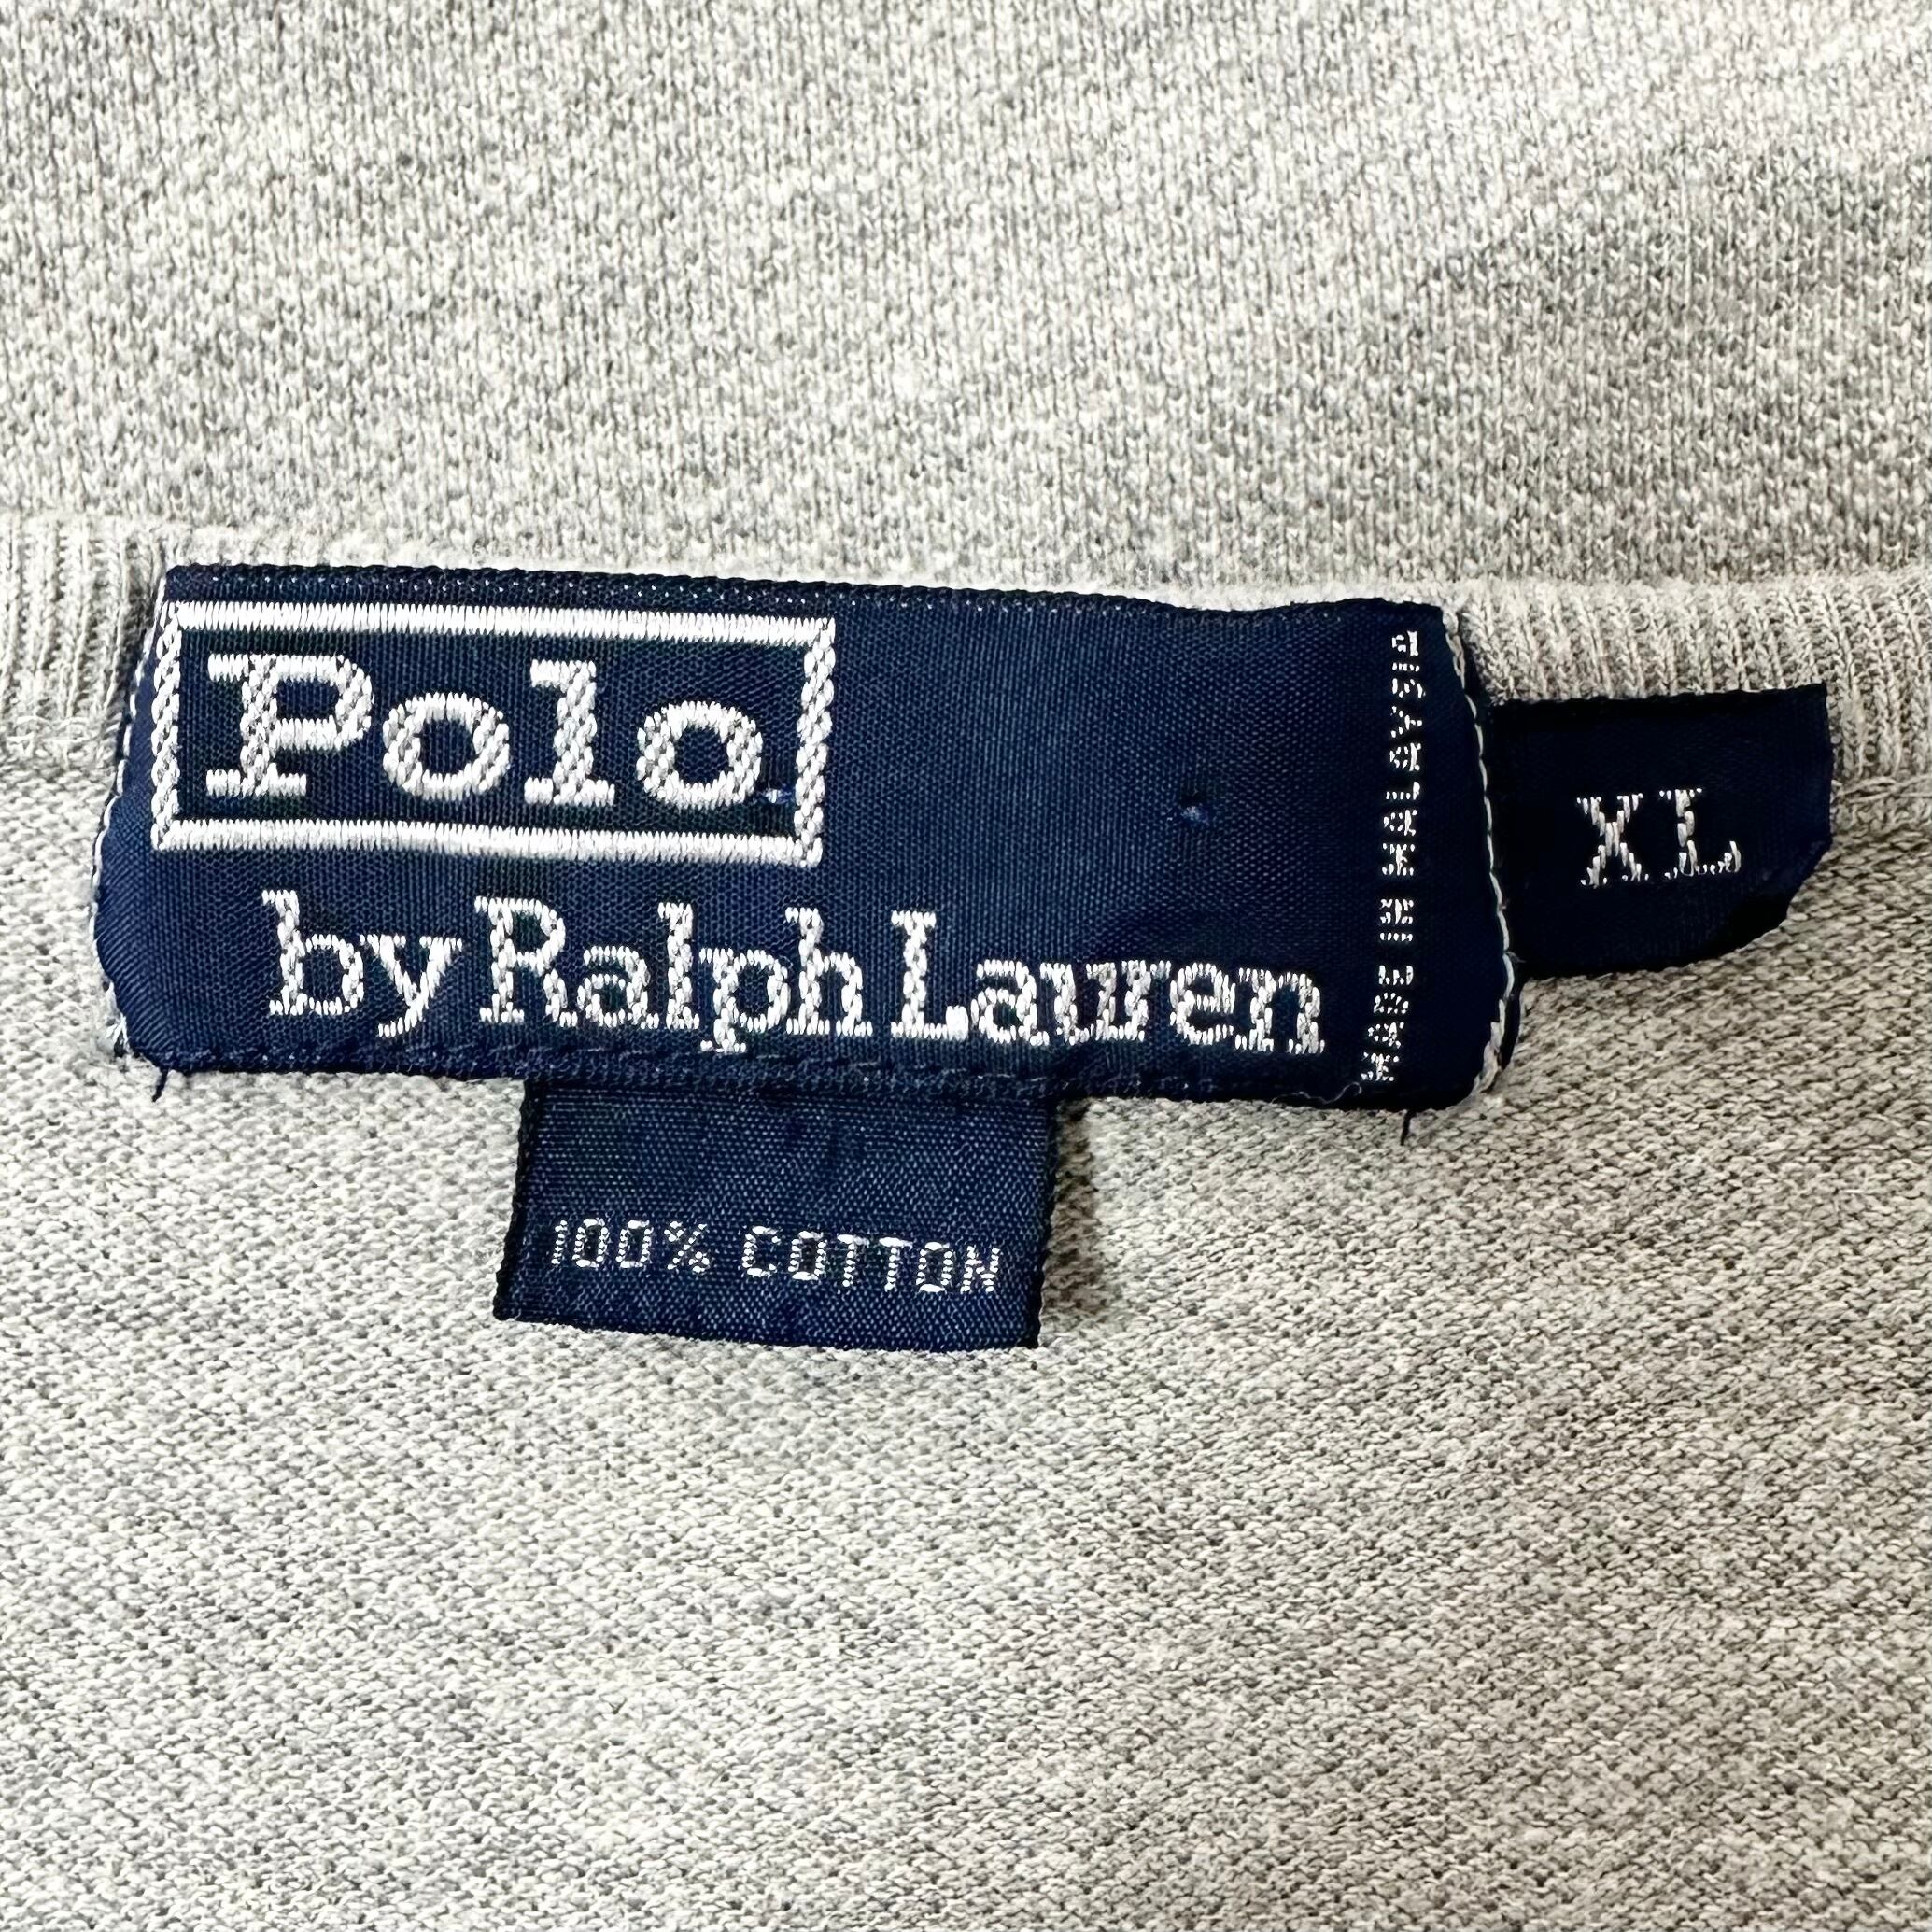 Polo
by Ralph Lauren
MADE IN MALAYSIA
XL
100% COTTON